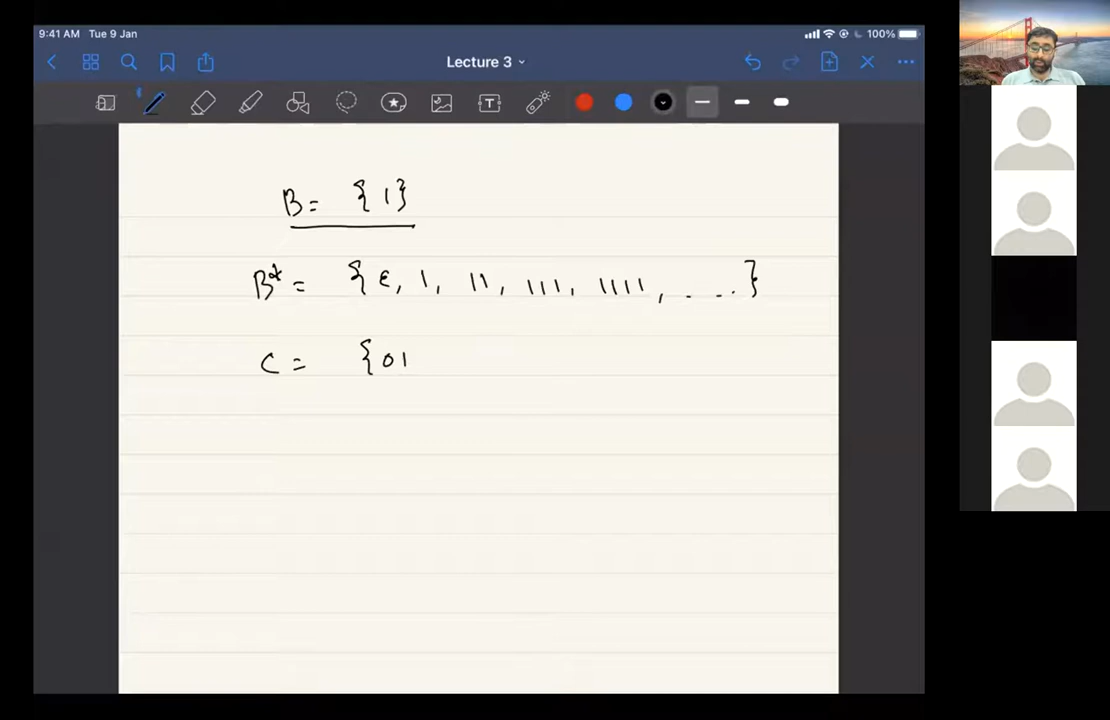 9:41 AM Tue 9 Jan 100%
Lecture 3
B = { 1 }
B* = { ε, 1, 11, 111, 1111, .... }
C = { 01